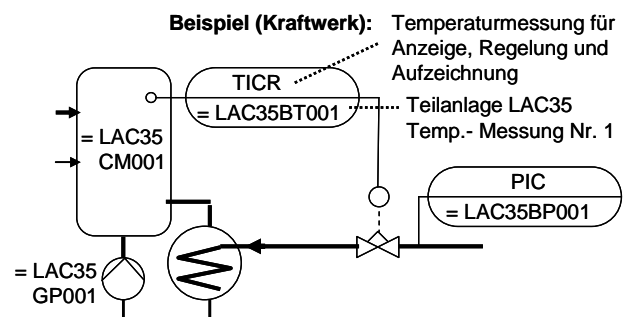 Beispiel (Kraftwerk): Temperaturmessung für
Anzeige, Regelung und
Aufzeichnung
TICR
= LAC35BT001
Teilanlage LAC35
Temp.- Messung Nr. 1
= LAC35
CM001
PIC
= LAC35BP001
= LAC35
GP001